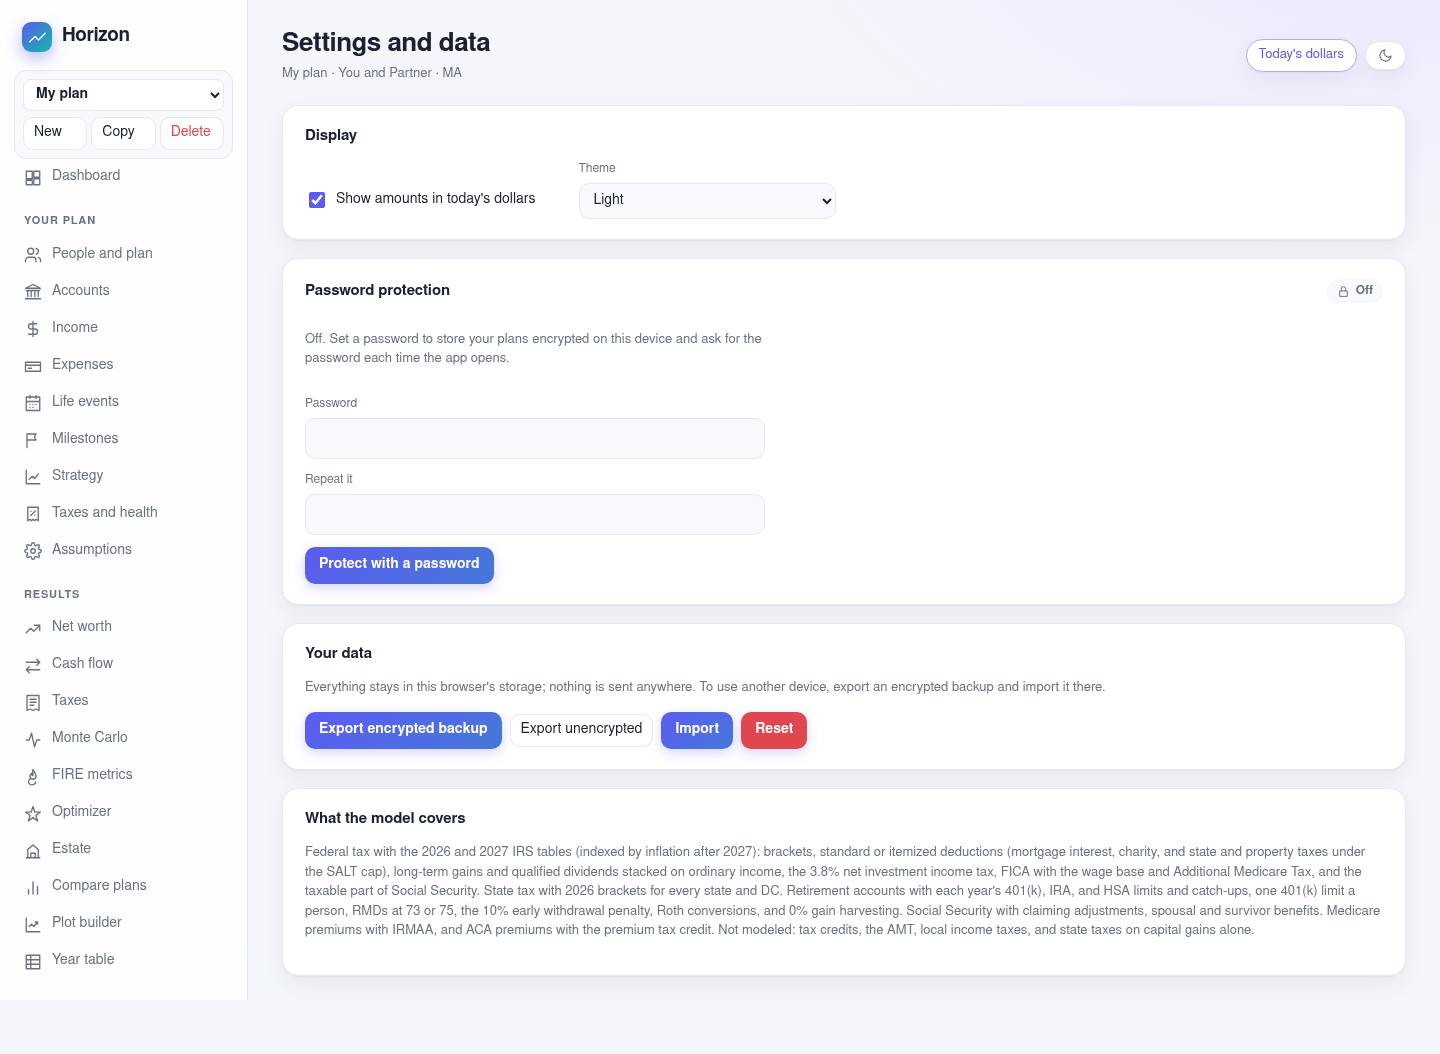 Horizon
My plan
New
Copy
Delete
Dashboard
YOUR PLAN
People and plan
Accounts
Income
Expenses
Life events
Milestones
Strategy
Taxes and health
Assumptions
RESULTS
Net worth
Cash flow
Taxes
Monte Carlo
FIRE metrics
Optimizer
Estate
Compare plans
Plot builder
Year table
Settings and data
My plan · You and Partner · MA
Today's dollars
Display
Show amounts in today's dollars
Theme
Light
Password protection
Off
Off. Set a password to store your plans encrypted on this device and ask for the
password each time the app opens.
Password
Repeat it
Protect with a password
Your data
Everything stays in this browser's storage; nothing is sent anywhere. To use another device, export an encrypted backup and import it there.
Export encrypted backup
Export unencrypted
Import
Reset
What the model covers
Federal tax with the 2026 and 2027 IRS tables (indexed by inflation after 2027): brackets, standard or itemized deductions (mortgage interest, charity, and state and property taxes under
the SALT cap), long-term gains and qualified dividends stacked on ordinary income, the 3.8% net investment income tax, FICA with the wage base and Additional Medicare Tax, and the
taxable part of Social Security. State tax with 2026 brackets for every state and DC. Retirement accounts with each year's 401(k), IRA, and HSA limits and catch-ups, one 401(k) limit a
person, RMDs at 73 or 75, the 10% early withdrawal penalty, Roth conversions, and 0% gain harvesting. Social Security with claiming adjustments, spousal and survivor benefits. Medicare
premiums with IRMAA, and ACA premiums with the premium tax credit. Not modeled: tax credits, the AMT, local income taxes, and state taxes on capital gains alone.